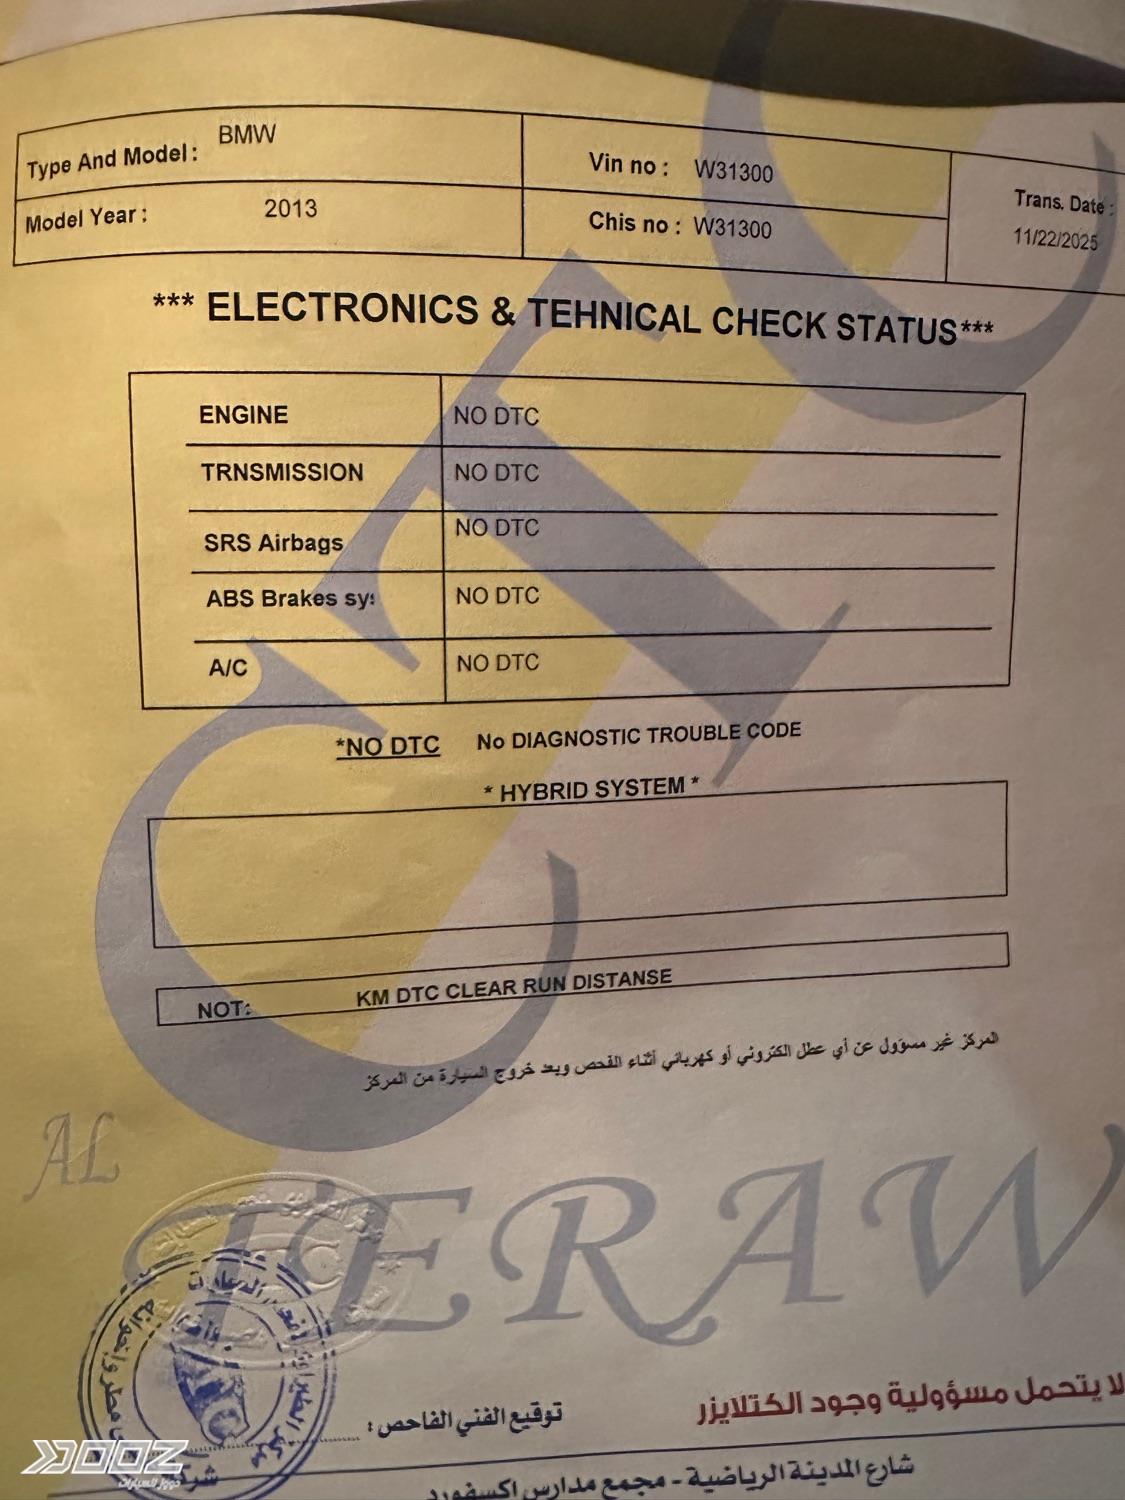 Type And Model : BMW
Vin no : W31300
Trans. Date :
Model Year : 2013
Chis no : W31300
11/22/2025
*** ELECTRONICS & TEHNICAL CHECK STATUS***
ENGINE NO DTC
TRNSMISSION NO DTC
SRS Airbags NO DTC
ABS Brakes sy NO DTC
A/C NO DTC
*NO DTC No DIAGNOSTIC TROUBLE CODE
* HYBRID SYSTEM *
NOT: KM DTC CLEAR RUN DISTANSE
المركز غير مسؤول عن أي عطل الكتروني أو كهربائي أثناء الفحص وبعد خروج السيارة من المركز
CTC
AL TERAW
لا يتحمل مسؤولية وجود الكتلايزر
توقيع الفني الفاحص :
شارع المدينة الرياضية - مجمع مدارس اكسفورد